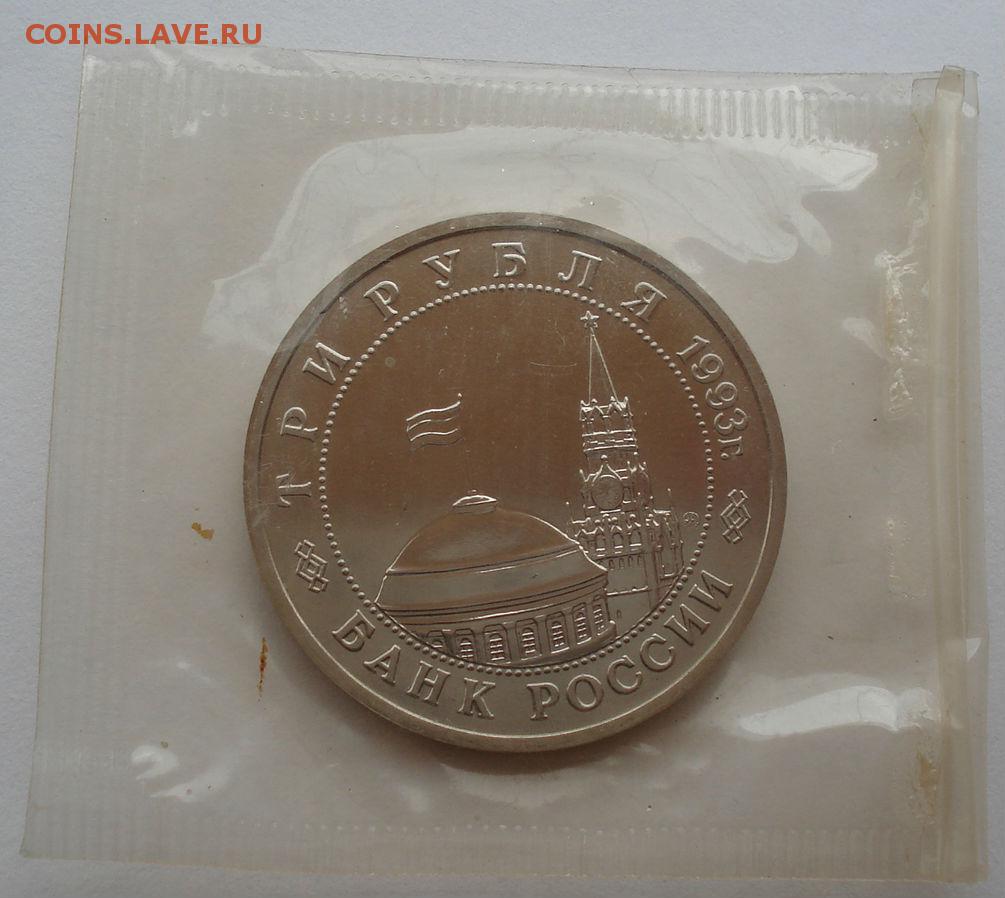 COINS.LAVE.RU
ТРИ РУБЛЯ 1993г.
БАНК РОССИИ